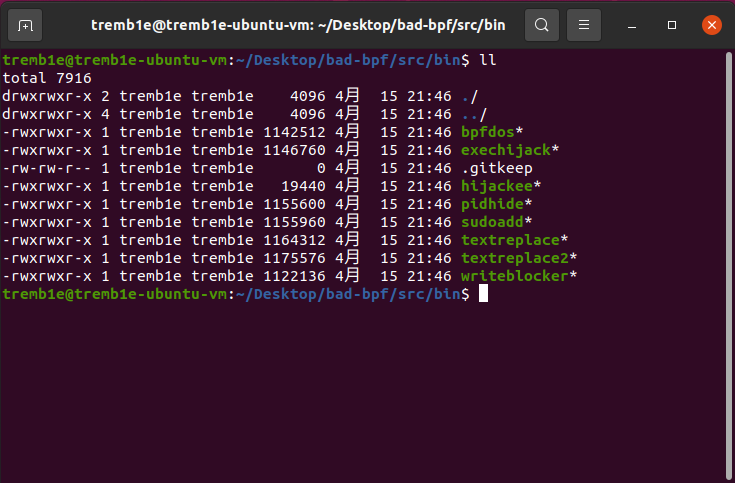 tremb1e@tremb1e-ubuntu-vm: ~/Desktop/bad-bpf/src/bin
tremb1e@tremb1e-ubuntu-vm:~/Desktop/bad-bpf/src/bin$ ll
total 7916
drwxrwxr-x 2 tremb1e tremb1e    4096 4月  15 21:46 ./
drwxrwxr-x 4 tremb1e tremb1e    4096 4月  15 21:46 ../
-rwxrwxr-x 1 tremb1e tremb1e 1142512 4月  15 21:46 bpfdos*
-rwxrwxr-x 1 tremb1e tremb1e 1146760 4月  15 21:46 exechijack*
-rw-rw-r-- 1 tremb1e tremb1e       0 4月  15 21:46 .gitkeep
-rwxrwxr-x 1 tremb1e tremb1e   19440 4月  15 21:46 hijackee*
-rwxrwxr-x 1 tremb1e tremb1e 1155600 4月  15 21:46 pidhide*
-rwxrwxr-x 1 tremb1e tremb1e 1155960 4月  15 21:46 sudoadd*
-rwxrwxr-x 1 tremb1e tremb1e 1164312 4月  15 21:46 textreplace*
-rwxrwxr-x 1 tremb1e tremb1e 1175576 4月  15 21:46 textreplace2*
-rwxrwxr-x 1 tremb1e tremb1e 1122136 4月  15 21:46 writeblocker*
tremb1e@tremb1e-ubuntu-vm:~/Desktop/bad-bpf/src/bin$